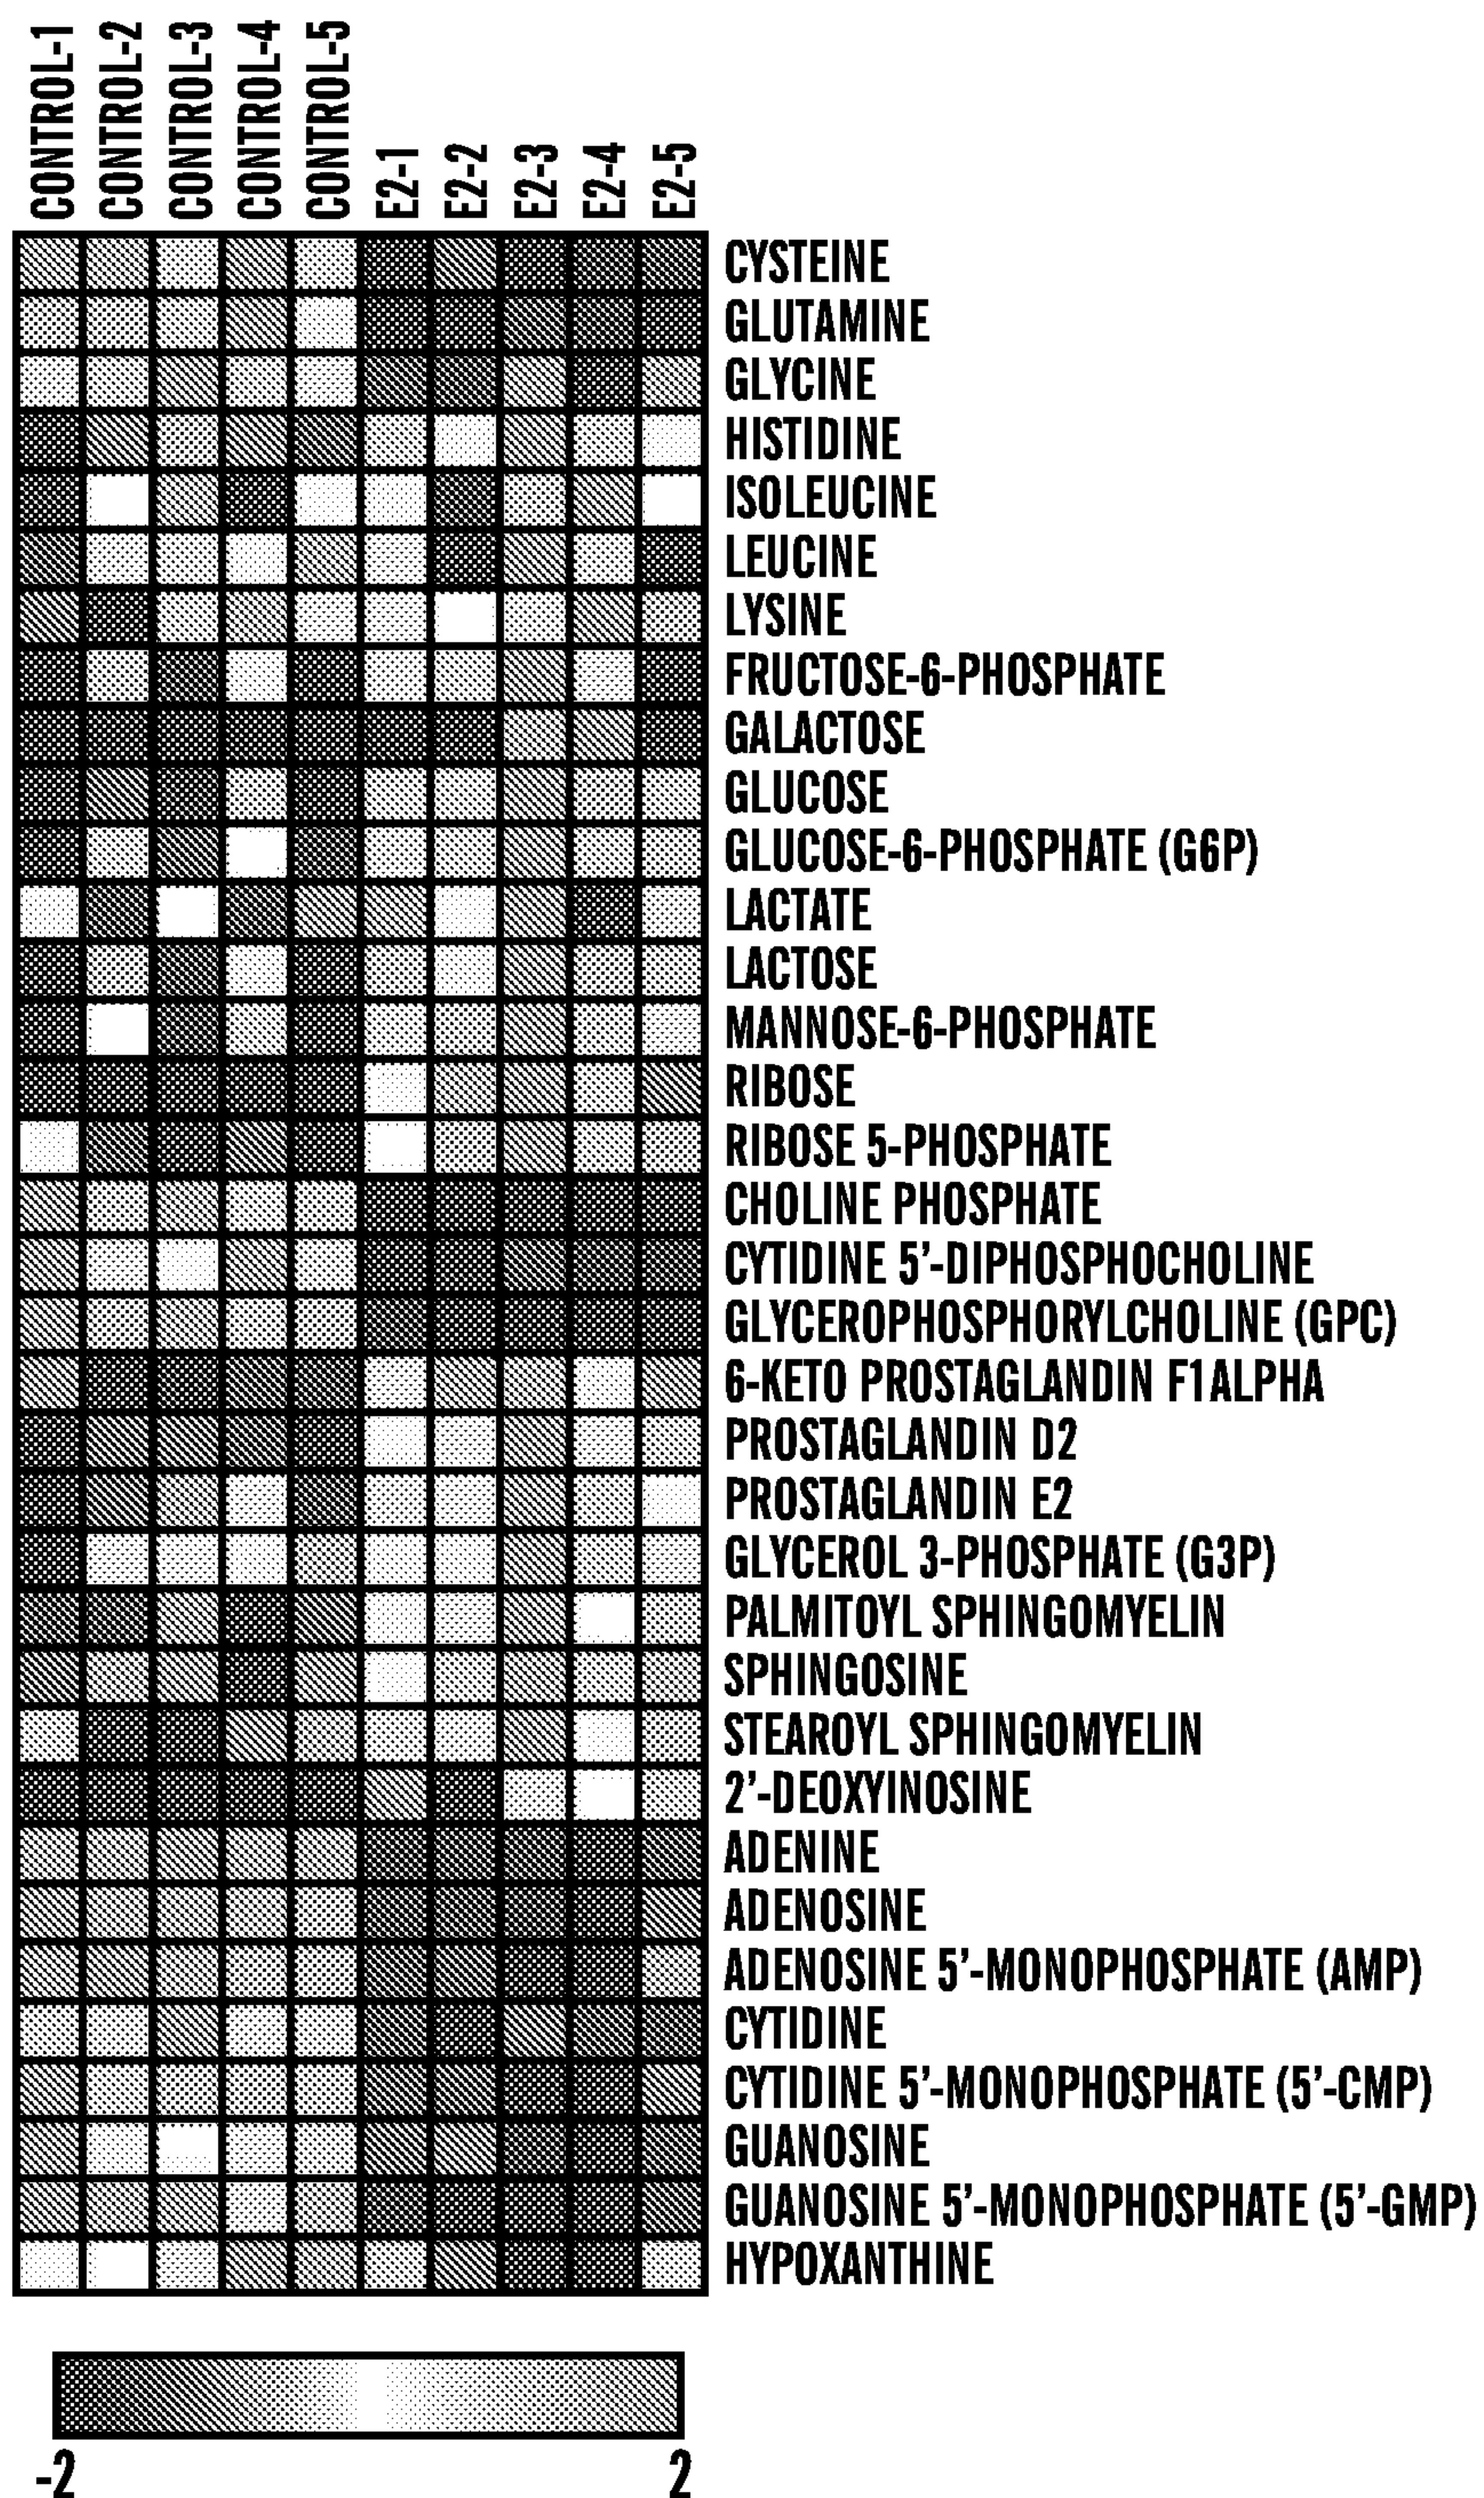 CONTROL-1
CONTROL-2
CONTROL-3
CONTROL-4
CONTROL-5
E2-1
E2-2
E2-3
E2-4
E2-5
CYSTEINE
GLUTAMINE
GLYCINE
HISTIDINE
ISOLEUCINE
LEUCINE
LYSINE
FRUCTOSE-6-PHOSPHATE
GALACTOSE
GLUCOSE
GLUCOSE-6-PHOSPHATE (G6P)
LACTATE
LACTOSE
MANNOSE-6-PHOSPHATE
RIBOSE
RIBOSE 5-PHOSPHATE
CHOLINE PHOSPHATE
CYTIDINE 5’-DIPHOSPHOCHOLINE
GLYCEROPHOSPHORYLCHOLINE (GPC)
6-KETO PROSTAGLANDIN F1ALPHA
PROSTAGLANDIN D2
PROSTAGLANDIN E2
GLYCEROL 3-PHOSPHATE (G3P)
PALMITOYL SPHINGOMYELIN
SPHINGOSINE
STEAROYL SPHINGOMYELIN
2’-DEOXYINOSINE
ADENINE
ADENOSINE
ADENOSINE 5’-MONOPHOSPHATE (AMP)
CYTIDINE
CYTIDINE 5’-MONOPHOSPHATE (5’-CMP)
GUANOSINE
GUANOSINE 5’-MONOPHOSPHATE (5’-GMP)
HYPOXANTHINE
-2 2